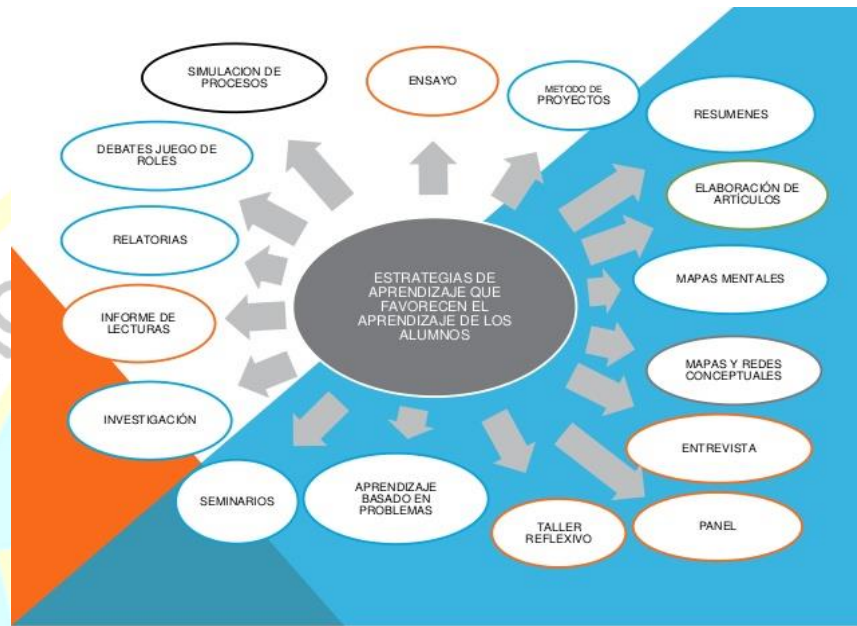 SIMULACION DE
PROCESOS
ENSAYO
METODO DE
PROYECTOS
RESUMENES
DEBATES JUEGO DE
ROLES
ELABORACIÓN DE
ARTÍCULOS
RELATORIAS
MAPAS MENTALES
ESTRATEGIAS DE
APRENDIZAJE QUE
FAVORECEN EL
APRENDIZAJE DE LOS
ALUMNOS
INFORME DE
LECTURAS
MAPAS Y REDES
CONCEPTUALES
INVESTIGACIÓN
ENTREVISTA
SEMINARIOS
APRENDIZAJE
BASADO EN
PROBLEMAS
TALLER
REFLEXIVO
PANEL